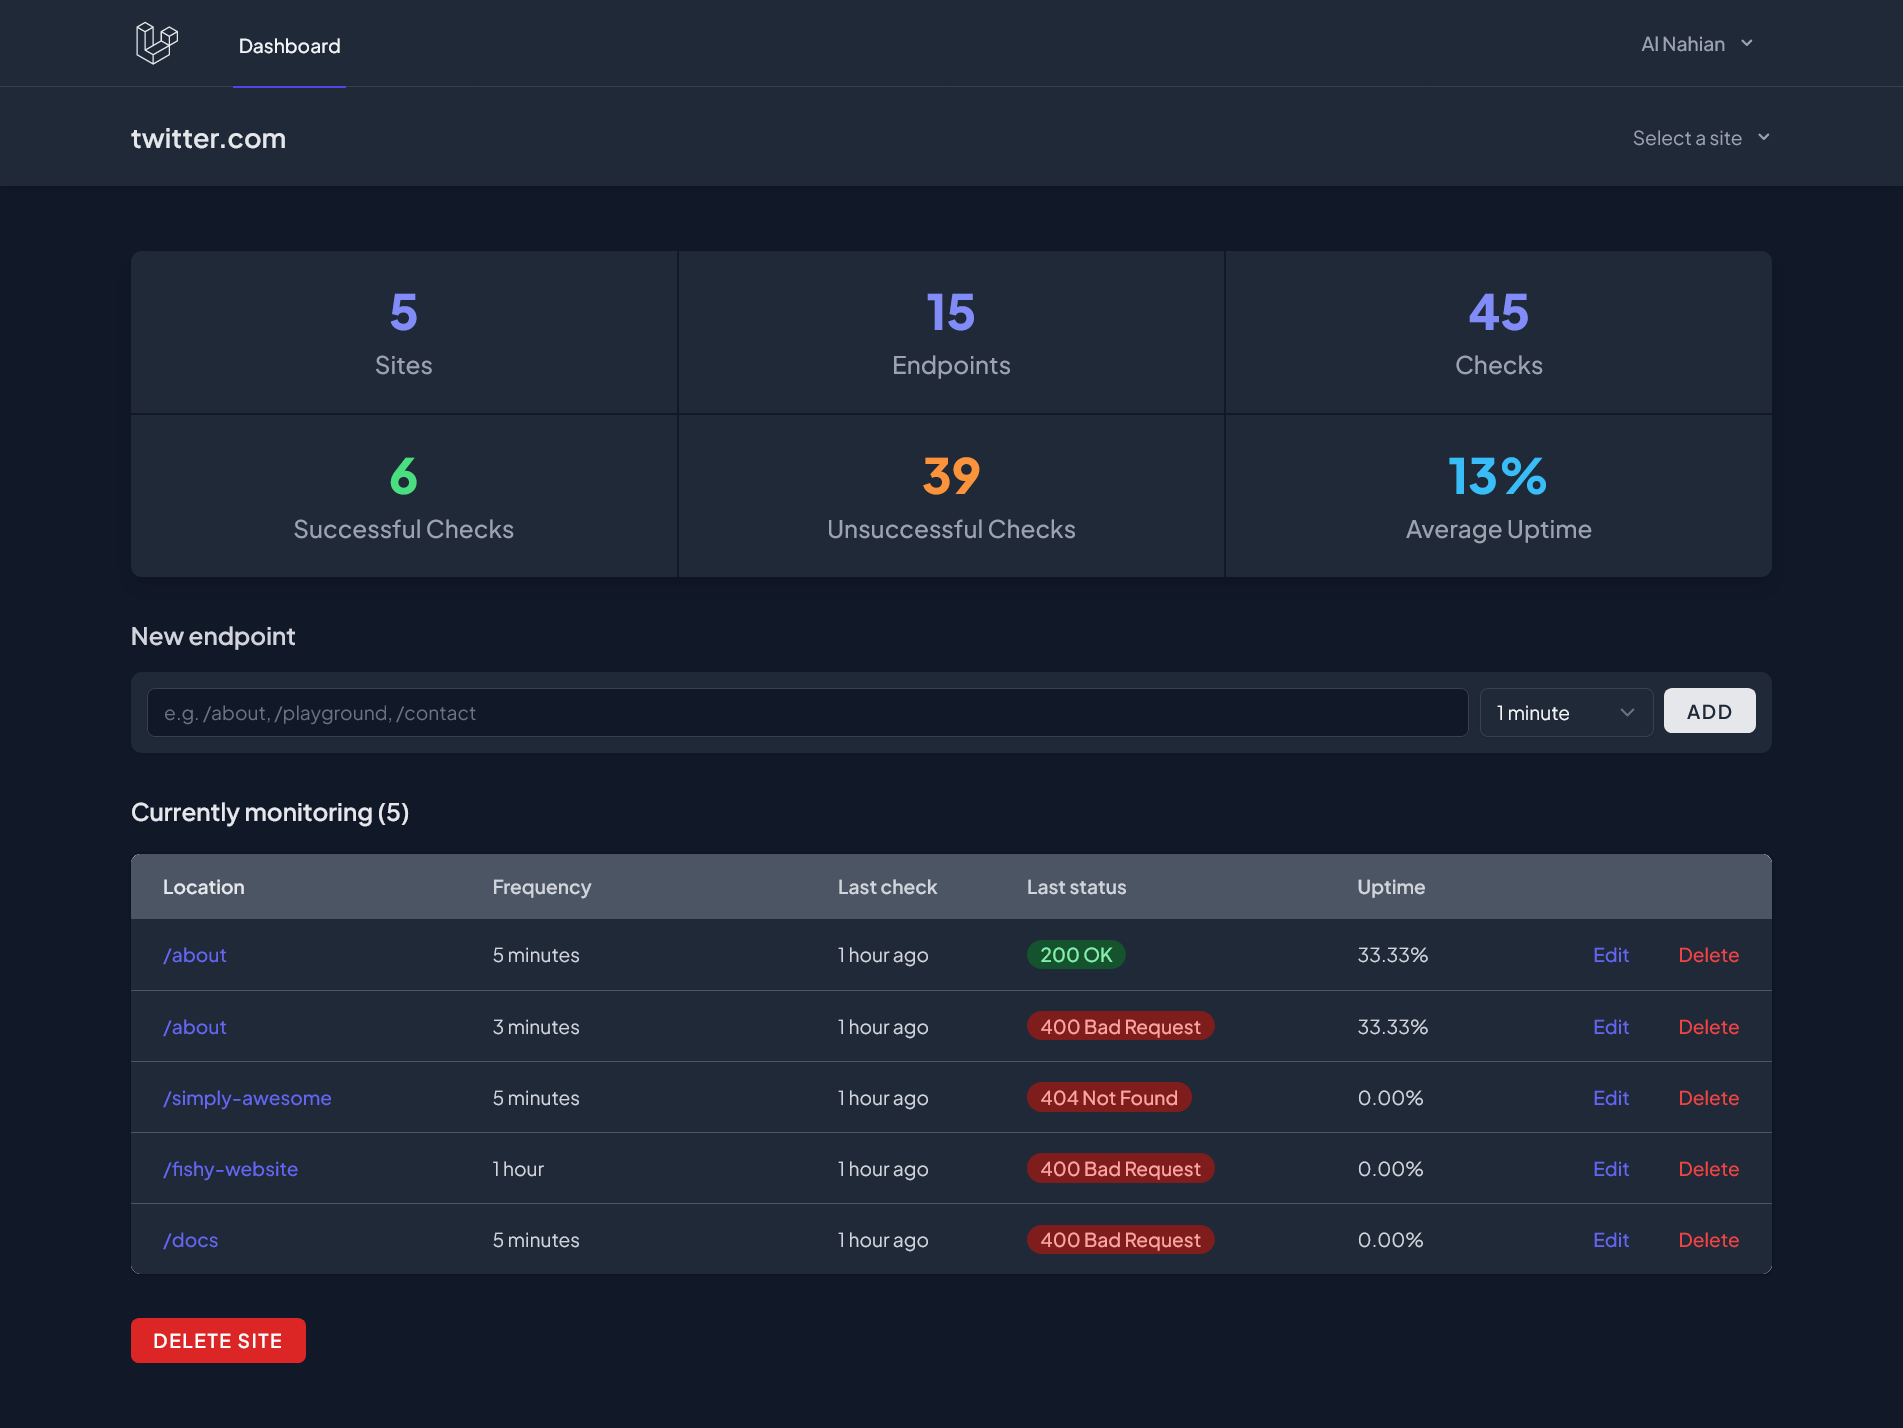 Dashboard
Al Nahian
twitter.com
Select a site
5
Sites
15
Endpoints
45
Checks
6
Successful Checks
39
Unsuccessful Checks
13%
Average Uptime
New endpoint
e.g. /about, /playground, /contact
1 minute
ADD
Currently monitoring (5)
Location Frequency Last check Last status Uptime
/about 5 minutes 1 hour ago 200 OK 33.33% Edit Delete
/about 3 minutes 1 hour ago 400 Bad Request 33.33% Edit Delete
/simply-awesome 5 minutes 1 hour ago 404 Not Found 0.00% Edit Delete
/fishy-website 1 hour 1 hour ago 400 Bad Request 0.00% Edit Delete
/docs 5 minutes 1 hour ago 400 Bad Request 0.00% Edit Delete
DELETE SITE